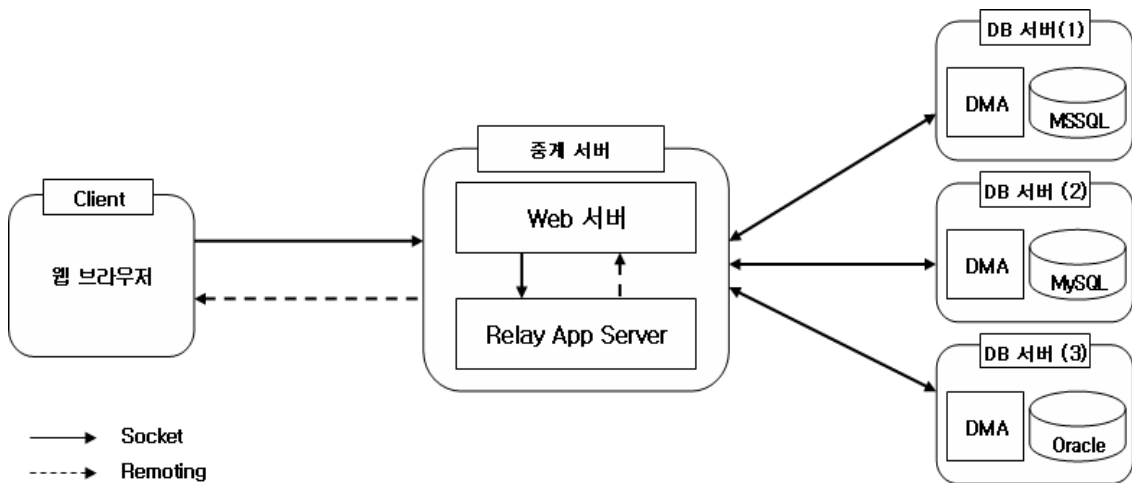 Client
웹 브라우저
중계 서버
Web 서버
Relay App Server
DB 서버(1)
DMA
MSSQL
DB 서버 (2)
DMA
MySQL
DB 서버 (3)
DMA
Oracle
Socket
Remoting